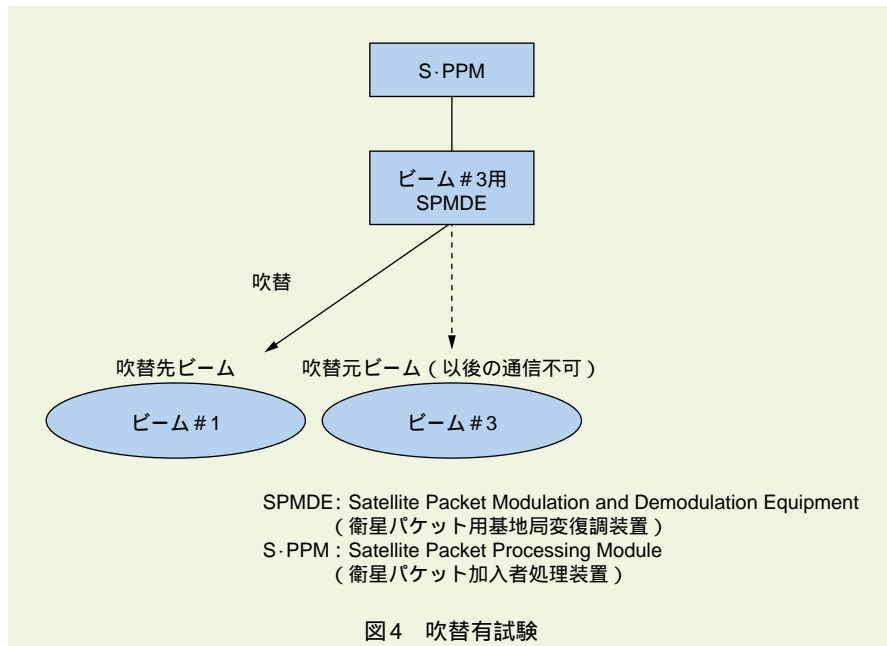 S·PPM
ビーム#3用
SPMDE
吹替
吹替先ビーム
吹替元ビーム(以後の通信不可)
ビーム#1
ビーム#3
SPMDE: Satellite Packet Modulation and Demodulation Equipment
(衛星パケット用基地局変復調装置)
S·PPM : Satellite Packet Processing Module
(衛星パケット加入者処理装置)
図4 吹替有試験